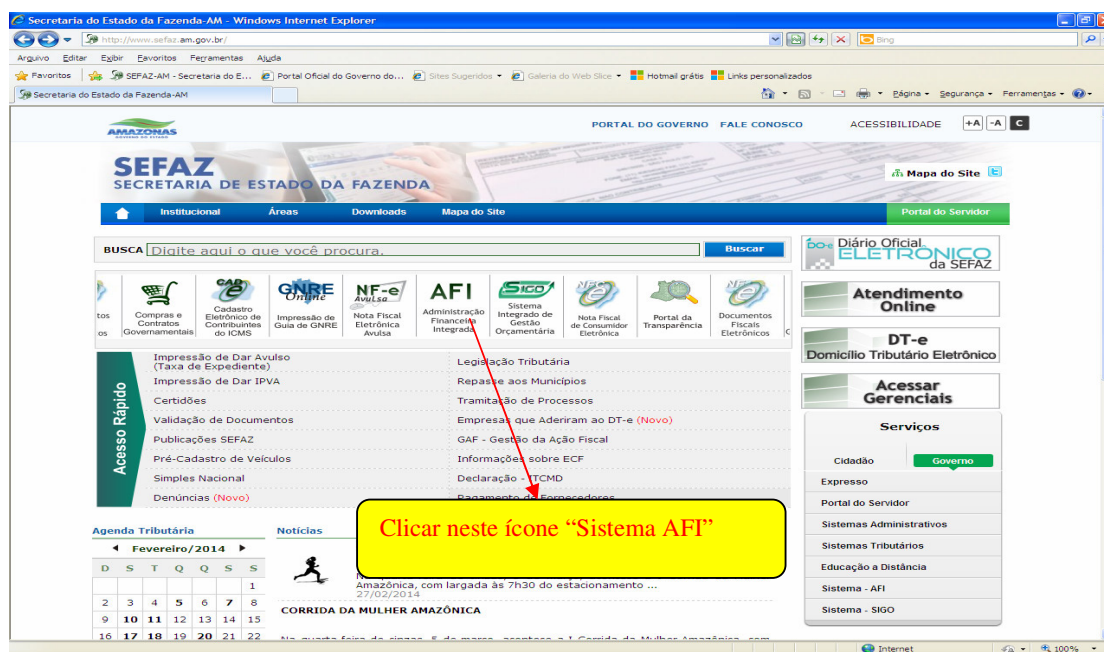 Secretaria do Estado da Fazenda-AM - Windows Internet Explorer
http://www.sefaz.am.gov.br/
Bing
Arquivo Editar Exibir Favoritos Ferramentas Ajuda
Favoritos SEFAZ-AM - Secretaria do E... Portal Oficial do Governo do... Sites Sugeridos Galeria do Web Slice Hotmail grátis Links personalizados
Secretaria do Estado da Fazenda-AM
Página Segurança Ferramentas
AMAZONAS
PORTAL DO GOVERNO FALE CONOSCO ACESSIBILIDADE +A -A C
SEFAZ
SECRETARIA DE ESTADO DA FAZENDA
Mapa do Site
Institucional Áreas Downloads Mapa do Site Portal do Servidor
BUSCA Digite aqui o que você procura. Buscar
Compras e Contratos Governamentais
CAD e
Cadastro Eletrônico de Contribuintes do ICMS
GNRE Online
Impressão de Guia de GNRE
NF-e Avulsa
Nota Fiscal Eletrônica Avulsa
AFI
Administração Financeira Integrada
SIGO
Sistema Integrado de Gestão Orçamentária
Nota Fiscal de Consumidor Eletrônica
Portal da Transparência
Documentos Fiscais Eletrônicos
Acesso Rápido
Impressão de Dar Avulso
(Taxa de Expediente)
Impressão de Dar IPVA
Certidões
Validação de Documentos
Publicações SEFAZ
Pré-Cadastro de Veículos
Simples Nacional
Denúncias (Novo)
Legislação Tributária
Repasse aos Municípios
Tramitação de Processos
Empresas que Aderiram ao DT-e (Novo)
GAF - Gestão da Ação Fiscal
Informações sobre ECF
Declaração - ITCMD
Pagamento de Fornecedores
Clicar neste ícone “Sistema AFI”
Diário Oficial
ELETRÔNICO
da SEFAZ
Atendimento
Online
DT-e
Domicílio Tributário Eletrônico
Acessar
Gerenciais
Serviços
Cidadão Governo
Expresso
Portal do Servidor
Sistemas Administrativos
Sistemas Tributários
Educação a Distância
Sistema - AFI
Sistema - SIGO
Agenda Tributária
Fevereiro/2014
D S T Q Q S S
1
2 3 4 5 6 7 8
9 10 11 12 13 14 15
16 17 18 19 20 21 22
Notícias
Amazônica, com largada às 7h30 do estacionamento ...
27/02/2014
CORRIDA DA MULHER AMAZÔNICA
Internet 100%